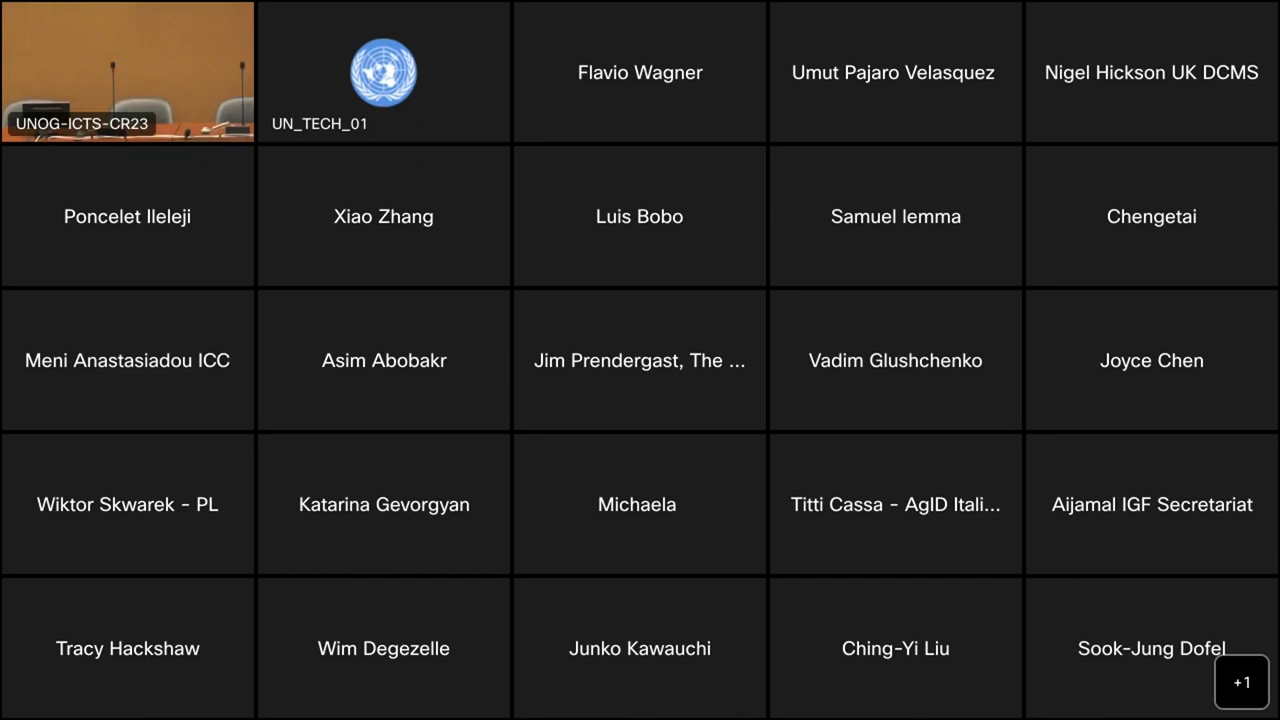 UNOG-ICTS-CR23
UN_TECH_01
Flavio Wagner
Umut Pajaro Velasquez
Nigel Hickson UK DCMS
Poncelet Ileleji
Xiao Zhang
Luis Bobo
Samuel lemma
Chengetai
Meni Anastasiadou ICC
Asim Abobakr
Jim Prendergast, The ...
Vadim Glushchenko
Joyce Chen
Wiktor Skwarek - PL
Katarina Gevorgyan
Michaela
Titti Cassa - AgID Itali...
Aijamal IGF Secretariat
Tracy Hackshaw
Wim Degezelle
Junko Kawauchi
Ching-Yi Liu
Sook-Jung Dofel
+1